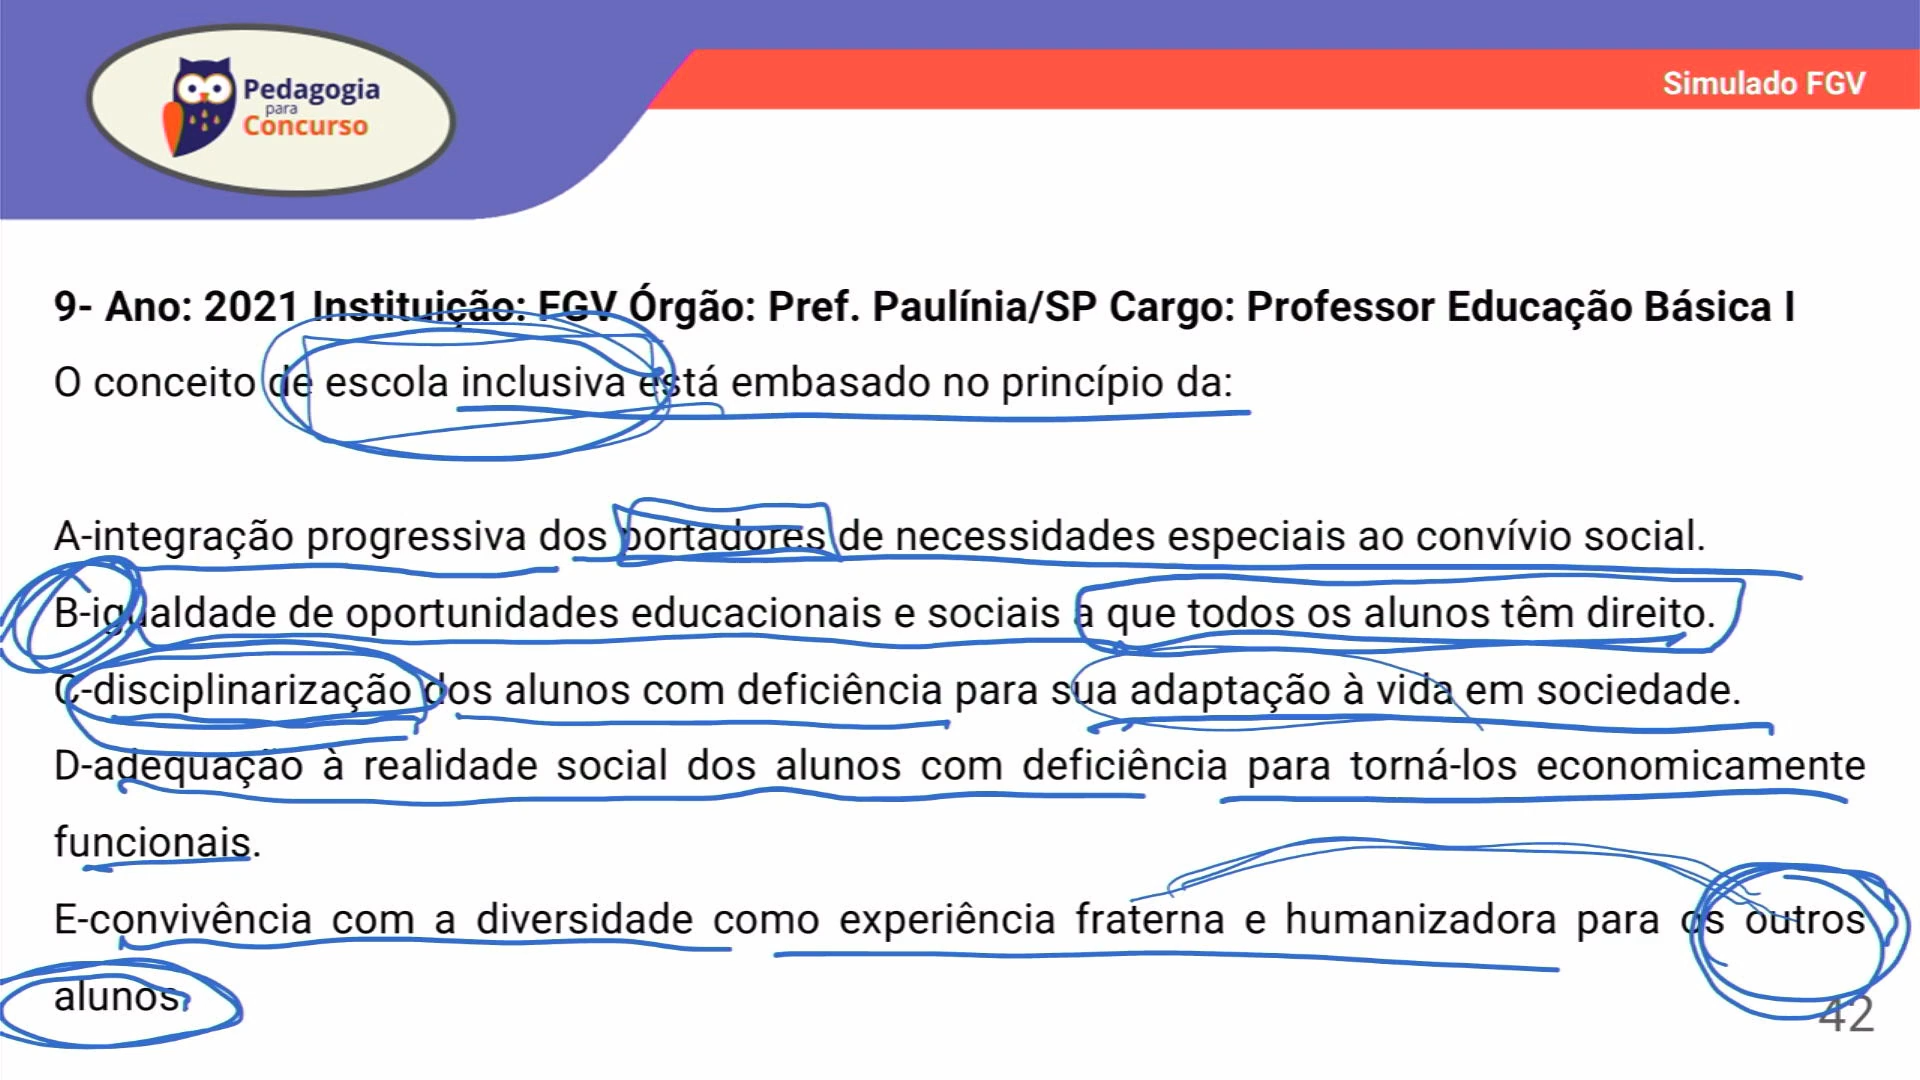 Pedagogia
para
Concurso
Simulado FGV
9- Ano: 2021 Instituição: FGV Órgão: Pref. Paulínia/SP Cargo: Professor Educação Básica I
O conceito de escola inclusiva está embasado no princípio da:
A-integração progressiva dos portadores de necessidades especiais ao convívio social.
B-igualdade de oportunidades educacionais e sociais a que todos os alunos têm direito.
C-disciplinarização dos alunos com deficiência para sua adaptação à vida em sociedade.
D-adequação à realidade social dos alunos com deficiência para torná-los economicamente
funcionais.
E-convivência com a diversidade como experiência fraterna e humanizadora para os outros
alunos.
42